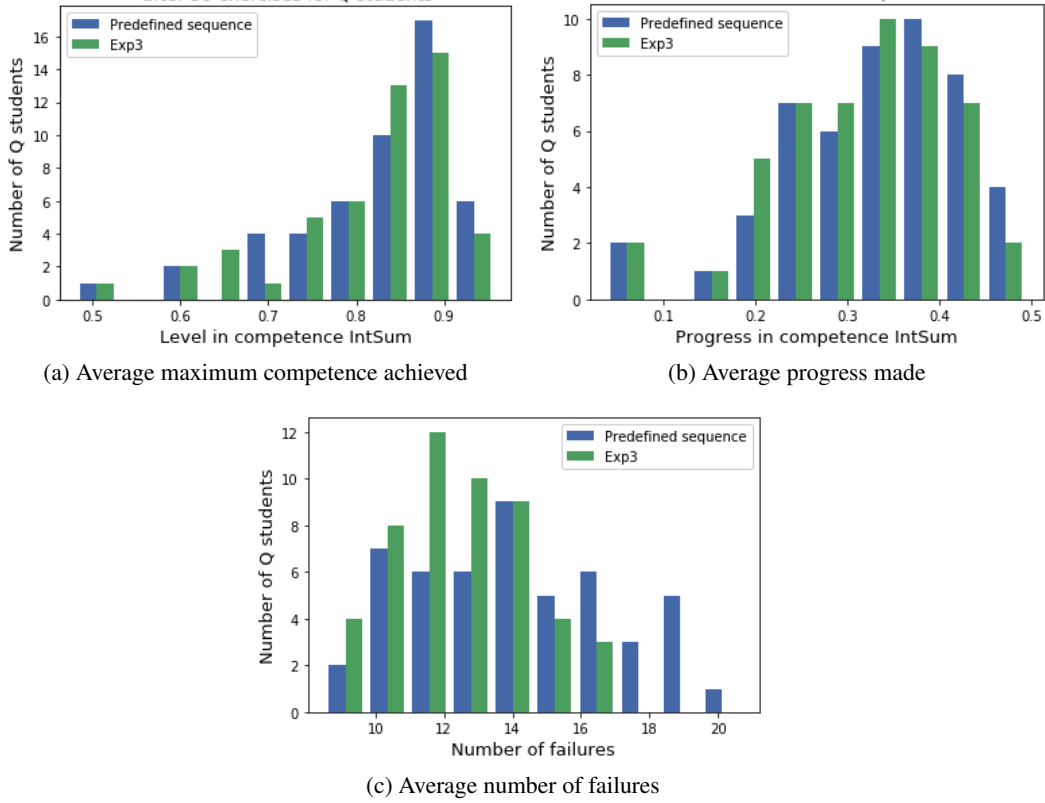 Predefined sequence
Exp3
Number of Q students
16
14
12
10
8
6
4
2
0
0.5 0.6 0.7 0.8 0.9
Level in competence IntSum
(a) Average maximum competence achieved
Predefined sequence
Exp3
Number of Q students
10
8
6
4
2
0
0.1 0.2 0.3 0.4 0.5
Progress in competence IntSum
(b) Average progress made
Predefined sequence
Exp3
Number of Q students
12
10
8
6
4
2
0
10 12 14 16 18 20
Number of failures
(c) Average number of failures